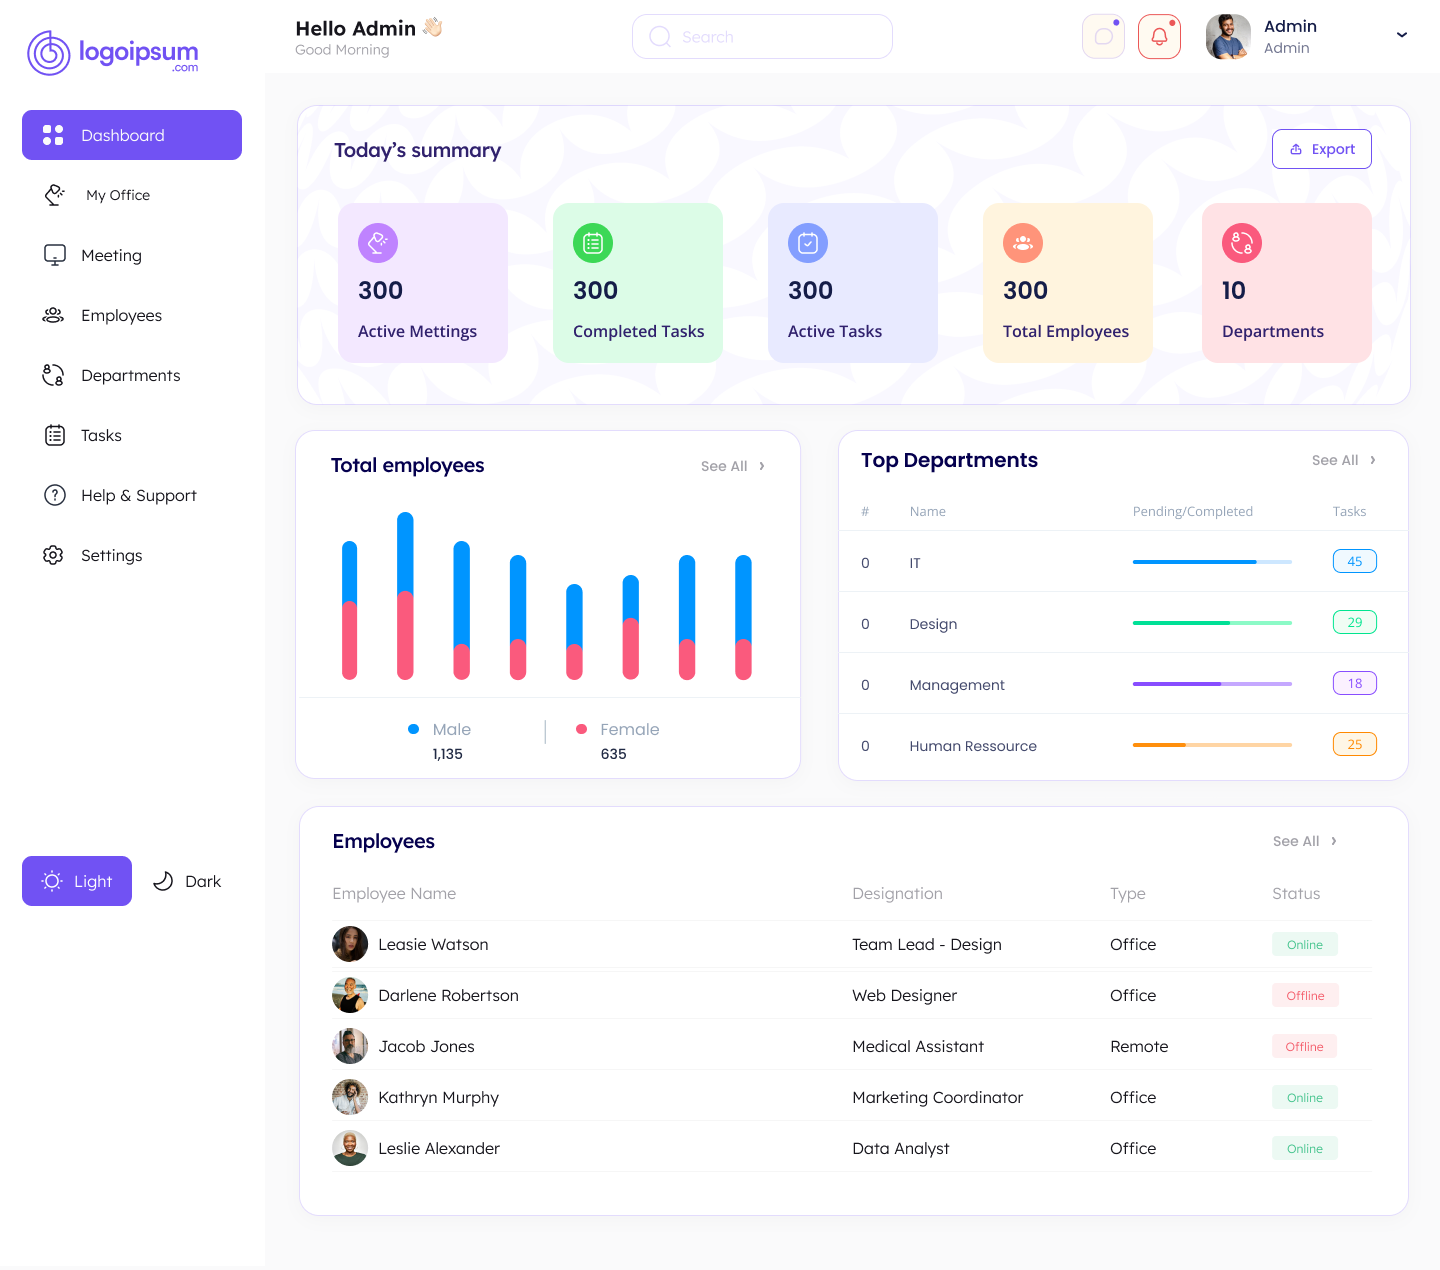 logoipsum
.com
Dashboard
My Office
Meeting
Employees
Departments
Tasks
Help & Support
Settings
Light
Dark
Hello Admin 👋🏻
Good Morning
Search
Admin
Admin
Today’s summary
Export
300
Active Mettings
300
Completed Tasks
300
Active Tasks
300
Total Employees
10
Departments
Total employees
See All
Male
1,135
Female
635
Top Departments
See All
# Name Pending/Completed Tasks
0 IT 45
0 Design 29
0 Management 18
0 Human Ressource 25
Employees
See All
Employee Name Designation Type Status
Leasie Watson Team Lead - Design Office Online
Darlene Robertson Web Designer Office Offline
Jacob Jones Medical Assistant Remote Offline
Kathryn Murphy Marketing Coordinator Office Online
Leslie Alexander Data Analyst Office Online